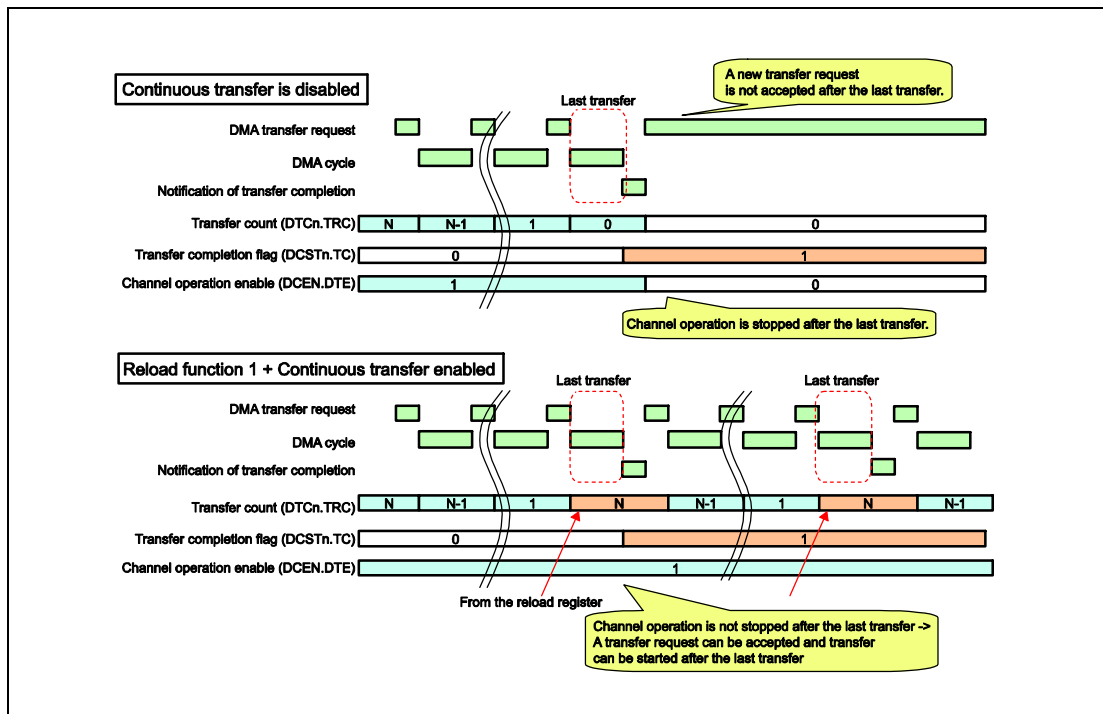 Continuous transfer is disabled
A new transfer request
is not accepted after the last transfer.
Last transfer
DMA transfer request
DMA cycle
Notification of transfer completion
Transfer count (DTCn.TRC)
N N-1 1 0 0
Transfer completion flag (DCSTn.TC)
0 1
Channel operation enable (DCEN.DTE)
1 0
Channel operation is stopped after the last transfer.
Reload function 1 + Continuous transfer enabled
Last transfer Last transfer
DMA transfer request
DMA cycle
Notification of transfer completion
Transfer count (DTCn.TRC)
N N-1 1 N N-1 1 N N-1
Transfer completion flag (DCSTn.TC)
0 1
Channel operation enable (DCEN.DTE)
1
From the reload register
Channel operation is not stopped after the last transfer ->
A transfer request can be accepted and transfer
can be started after the last transfer